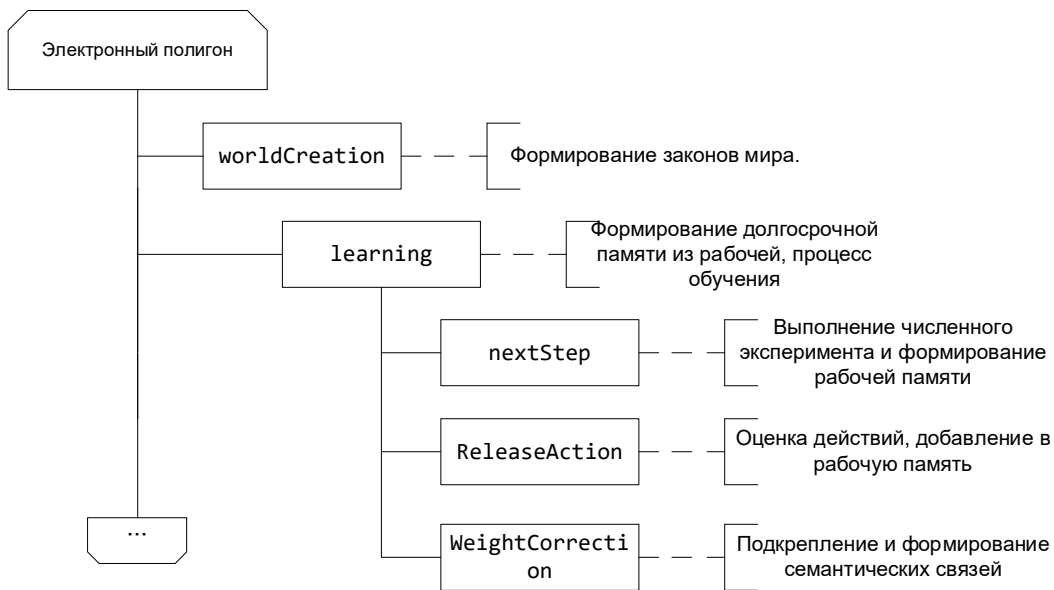 Электронный полигон
worldCreation
Формирование законов мира.
learning
Формирование долгосрочной
памяти из рабочей, процесс
обучения
nextStep
Выполнение численного
эксперимента и формирование
рабочей памяти
ReleaseAction
Оценка действий, добавление в
рабочую память
WeightCorrecti
on
Подкрепление и формирование
семантических связей
...